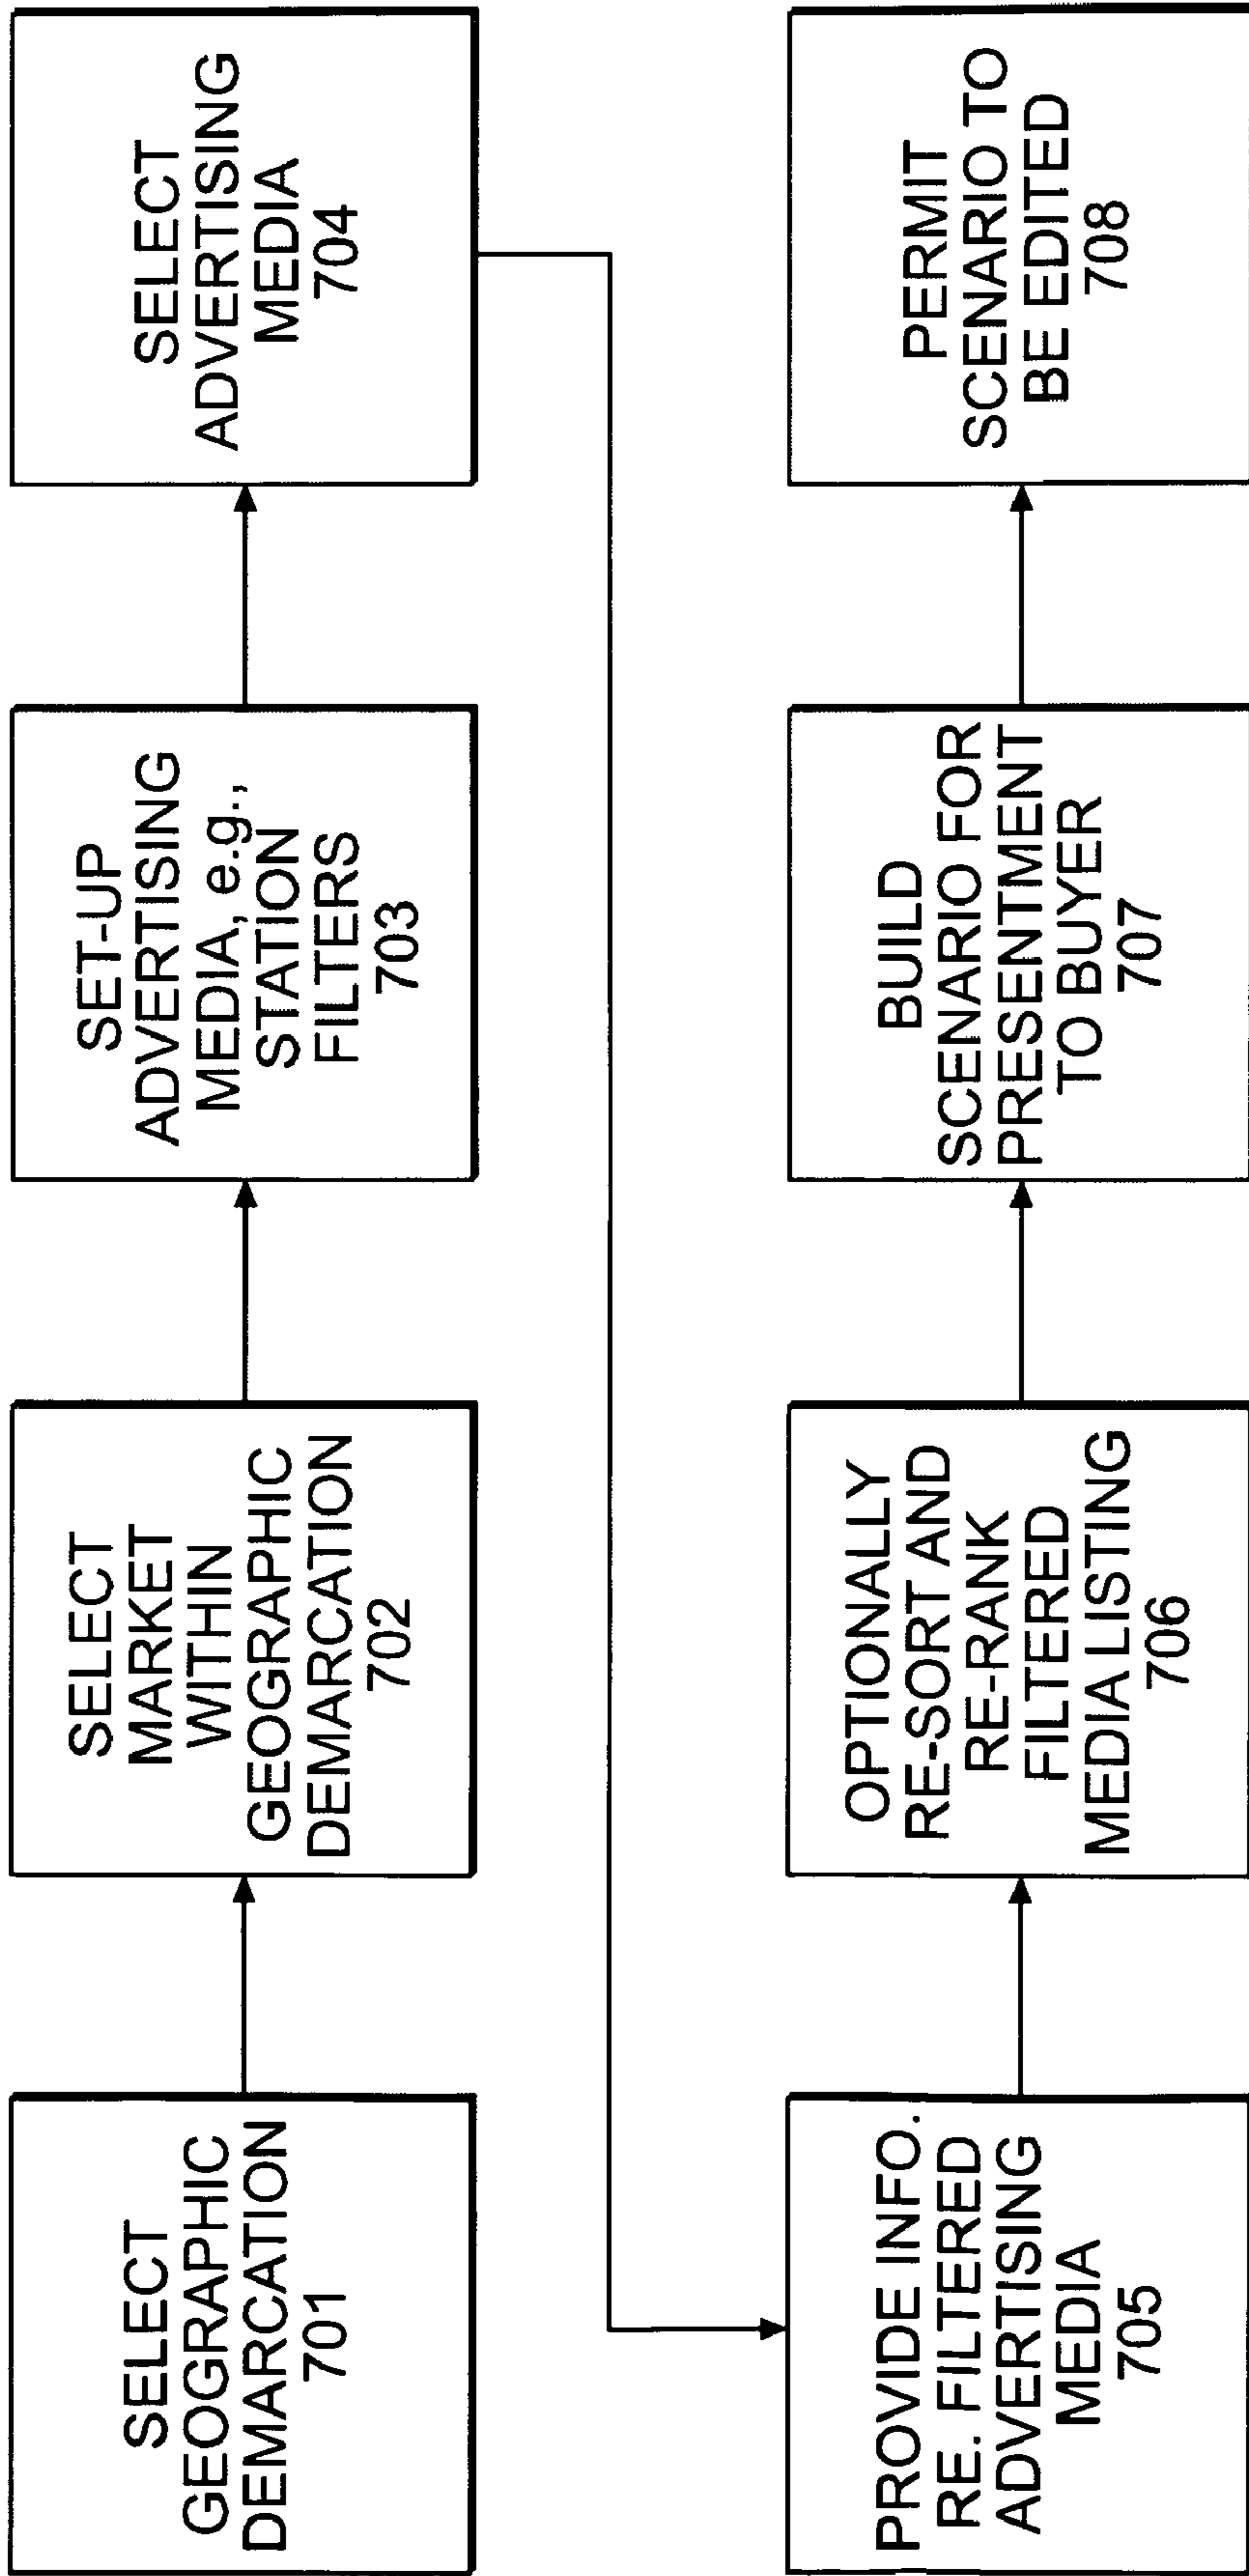 SELECT
GEOGRAPHIC
DEMARCATION
701
SELECT
MARKET
WITHIN
GEOGRAPHIC
DEMARCATION
702
SET-UP
ADVERTISING
MEDIA, e.g.,
STATION
FILTERS
703
SELECT
ADVERTISING
MEDIA
704
PROVIDE INFO.
RE. FILTERED
ADVERTISING
MEDIA
705
OPTIONALLY
RE-SORT AND
RE-RANK
FILTERED
MEDIA LISTING
706
BUILD
SCENARIO FOR
PRESENTMENT
TO BUYER
707
PERMIT
SCENARIO TO
BE EDITED
708